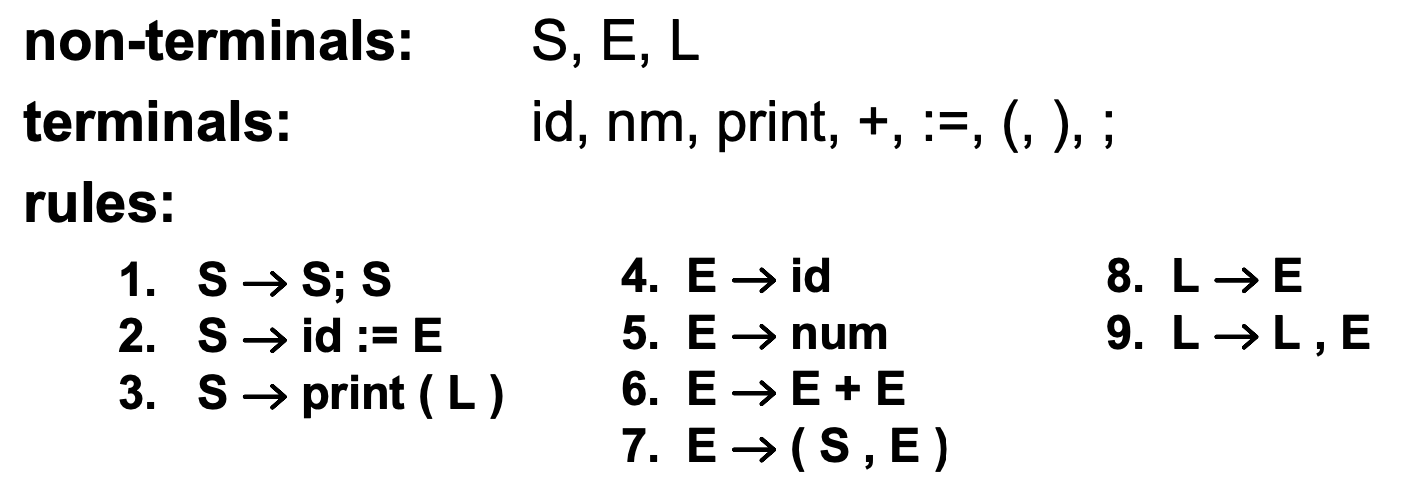 non-terminals: S, E, L
terminals: id, nm, print, +, :=, (, ), ;
rules:
1. S → S; S
2. S → id := E
3. S → print ( L )
4. E → id
5. E → num
6. E → E + E
7. E → ( S , E )
8. L → E
9. L → L , E